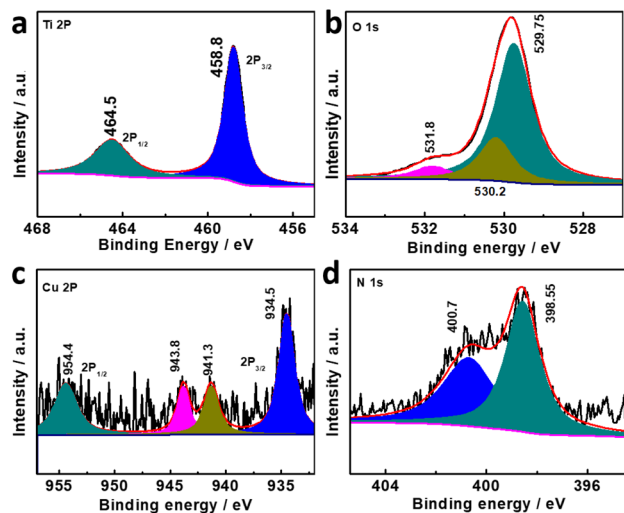 a
Ti 2P
464.5
2P1/2
458.8
2P3/2
Intensity / a.u.
468 464 460 456
Binding Energy / eV
b
O 1s
531.8
530.2
529.75
Intensity / a.u.
534 532 530 528
Binding energy / eV
c
Cu 2P
954.4
2P1/2
943.8
941.3
2P3/2
934.5
Intensity / a.u.
955 950 945 940 935
Binding energy / eV
d
N 1s
400.7
398.55
Intensity / a.u.
404 400 396
Binding energy / eV